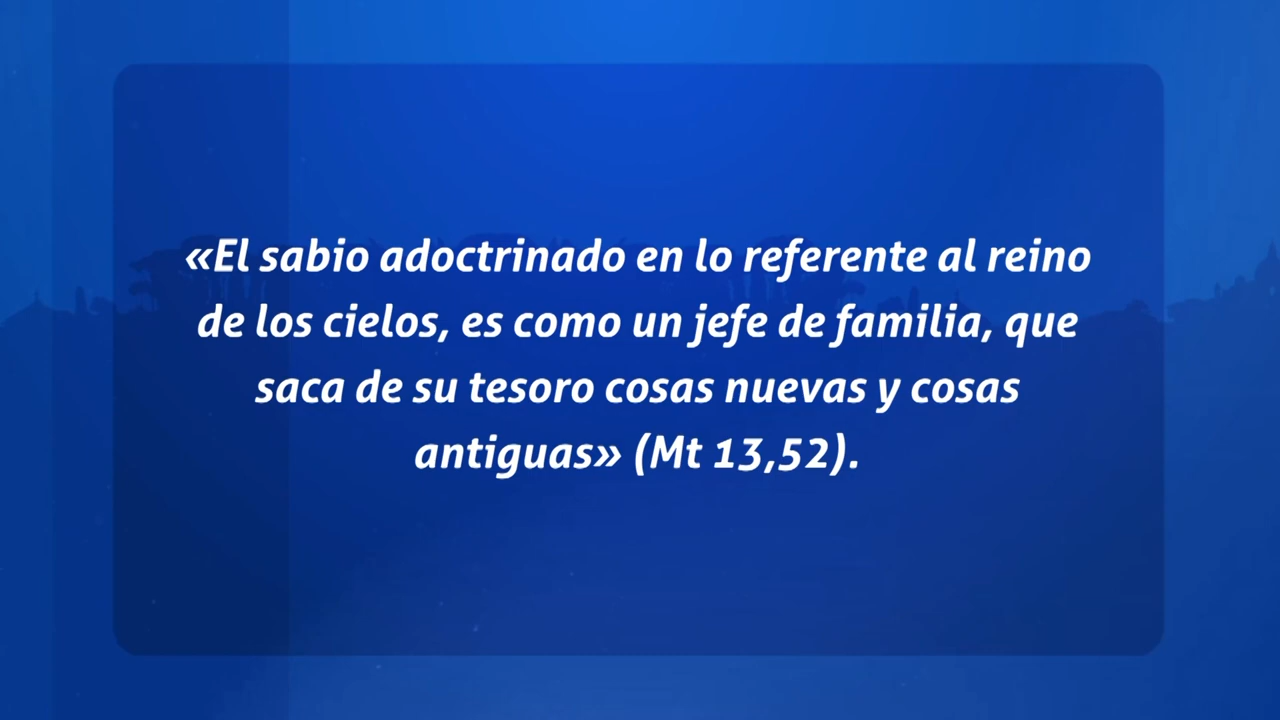 «El sabio adoctrinado en lo referente al reino
de los cielos, es como un jefe de familia, que
saca de su tesoro cosas nuevas y cosas
antiguas» (Mt 13,52).